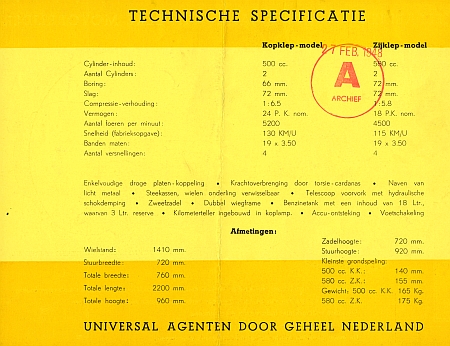 TECHNISCHE SPECIFICATIE
Kopklep-model Zijklep-model
27 FEB. 1948
A
ARCHIEF
Cylinder-inhoud: 500 cc. 580 cc.
Aantal Cylinders: 2 2
Boring: 66 mm. 72 mm.
Slag: 72 mm. 72 mm.
Compressie-verhouding: 1:6.5 1:5.8
Vermogen: 24 P.K. nom. 18 P.K. nom.
Aantal toeren per minuut: 5200 4500
Snelheid (fabrieksopgave): 130 KM/U 115 KM/U
Banden maten: 19 x 3.50 19 x 3.50
Aantal versnellingen: 4 4
Enkelvoudige droge platen-koppeling • Krachtoverbrenging door torsie-cardanas • Naven van
licht metaal • Steekassen, wielen onderling verwisselbaar • Telescoop voorvork met hydraulische
schokdemping • Zweefzadel • Dubbel wiegframe • Benzinetank met een inhoud van 18 Ltr.,
waarvan 3 Ltr. reserve • Kilometerteller ingebouwd in koplamp. • Accu-ontsteking • Voetschakeling
Afmetingen:
Wielstand: 1410 mm.
Stuurbreedte: 720 mm.
Totale breedte: 760 mm.
Totale lengte: 2200 mm.
Totale hoogte: 960 mm.
Zadelhoogte: 720 mm.
Stuurhoogte: 920 mm.
Kleinste grondspeling:
500 cc. K.K.: 140 mm.
580 cc. Z.K.: 155 mm.
Gewicht: 500 cc. K.K. 165 Kg.
580 cc. Z.K. 175 Kg.
UNIVERSAL AGENTEN DOOR GEHEEL NEDERLAND